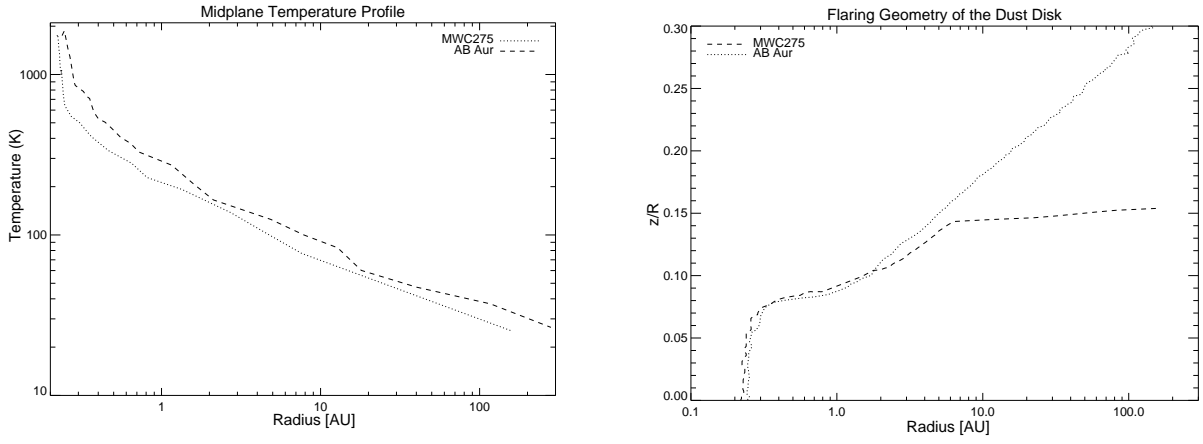 Midplane Temperature Profile
MWC275
AB Aur
1000
100
10
Temperature (K)
1
10
100
Radius [AU]
Flaring Geometry of the Dust Disk
MWC275
AB Aur
0.30
0.25
0.20
0.15
0.10
0.05
0.00
z/R
0.1
1.0
10.0
100.0
Radius [AU]